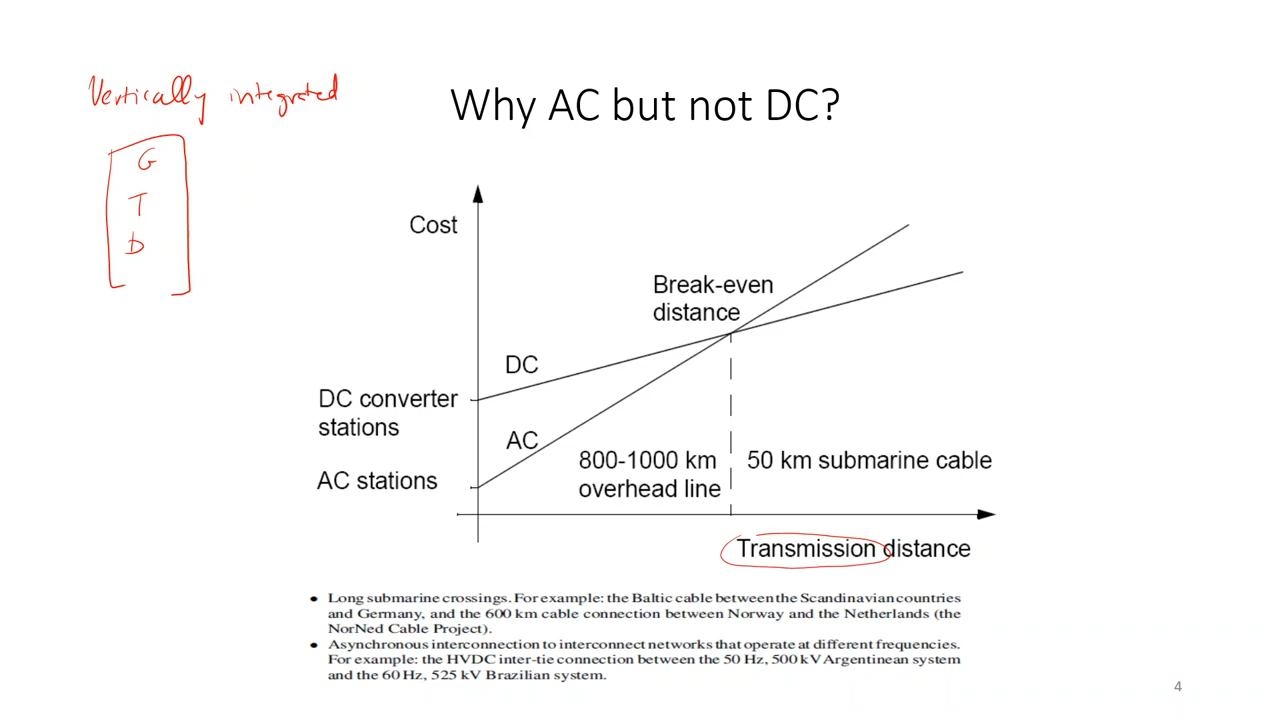 Vertically integrated
Why AC but not DC?
G
T
D
Cost
Break-even
distance
DC
DC converter
stations
AC
AC stations
800-1000 km
overhead line
50 km submarine cable
Transmission distance
• Long submarine crossings. For example: the Baltic cable between the Scandinavian countries
and Germany, and the 600 km cable connection between Norway and the Netherlands (the
NorNed Cable Project).
• Asynchronous interconnection to interconnect networks that operate at different frequencies.
For example: the HVDC inter-tie connection between the 50 Hz, 500 kV Argentinean system
and the 60 Hz, 525 kV Brazilian system.
4